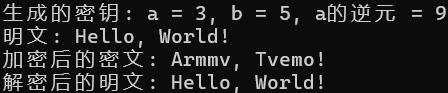 生成的密钥: a = 3, b = 5, a的逆元 = 9
明文: Hello, World!
加密后的密文: Armmv, Tvemo!
解密后的明文: Hello, World!